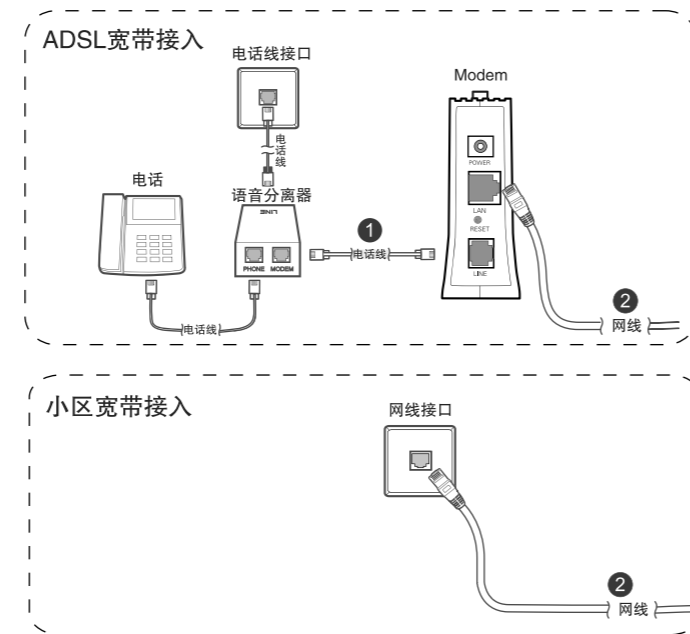 ADSL宽带接入
电话线接口
Modem
电话线
POWER
电话
语音分离器
LINE
LAN
RESET
1
PHONE MODEM
电话线
LINE
2
电话线
网线
小区宽带接入
网线接口
2
网线